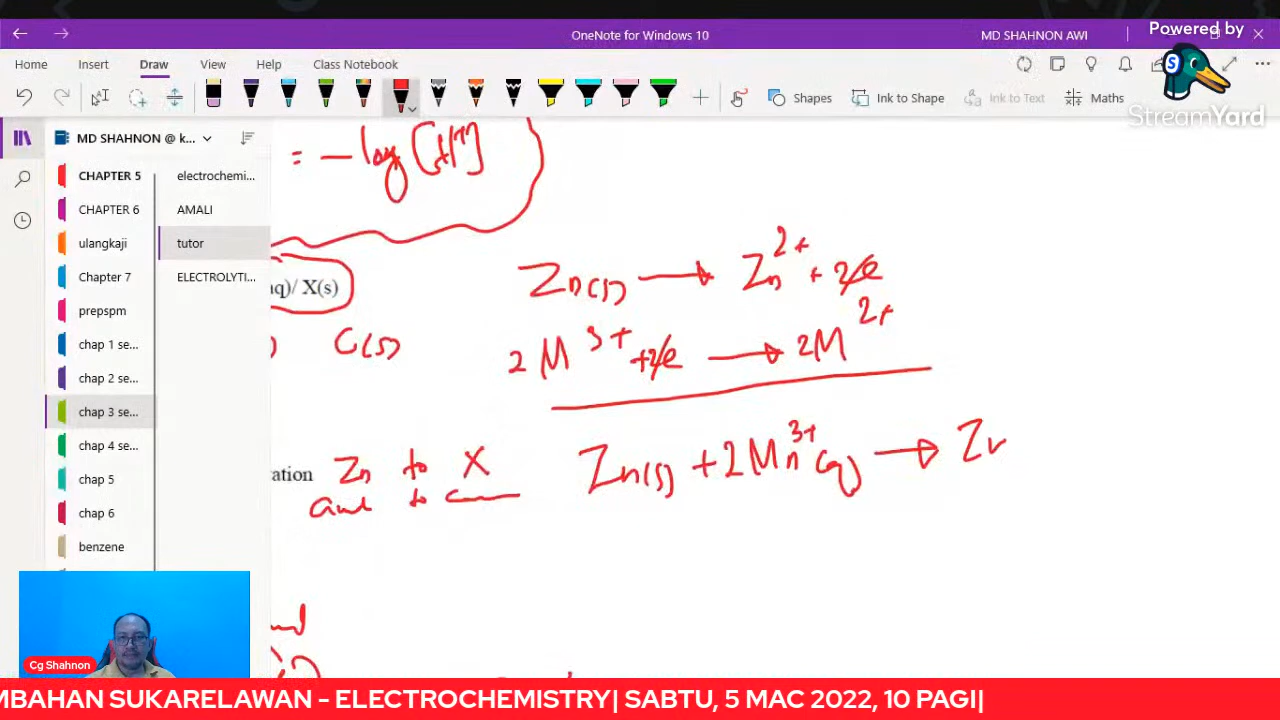 OneNote for Windows 10
MD SHAHNON AWI
Powered by
StreamYard
Home Insert Draw View Help Class Notebook
Shapes Ink to Shape Ink to Text Maths
MD SHAHNON @ k...
CHAPTER 5
CHAPTER 6
ulangkaji
Chapter 7
prepspm
chap 1 se...
chap 2 se...
chap 3 se...
chap 4 se...
chap 5
chap 6
benzene
electrochemi...
AMALI
tutor
ELECTROLYTI...
= - log [H⁺]
q)/ X(s)
C(s)
Zn(s) → Zn²⁺ + 2e
2M³⁺ + 2e → 2M²⁺
ation Zn to X
Zn(s) + 2Mn³⁺(aq) → Zn
Cg Shahnon
MBAHAN SUKARELAWAN - ELECTROCHEMISTRY| SABTU, 5 MAC 2022, 10 PAGI|